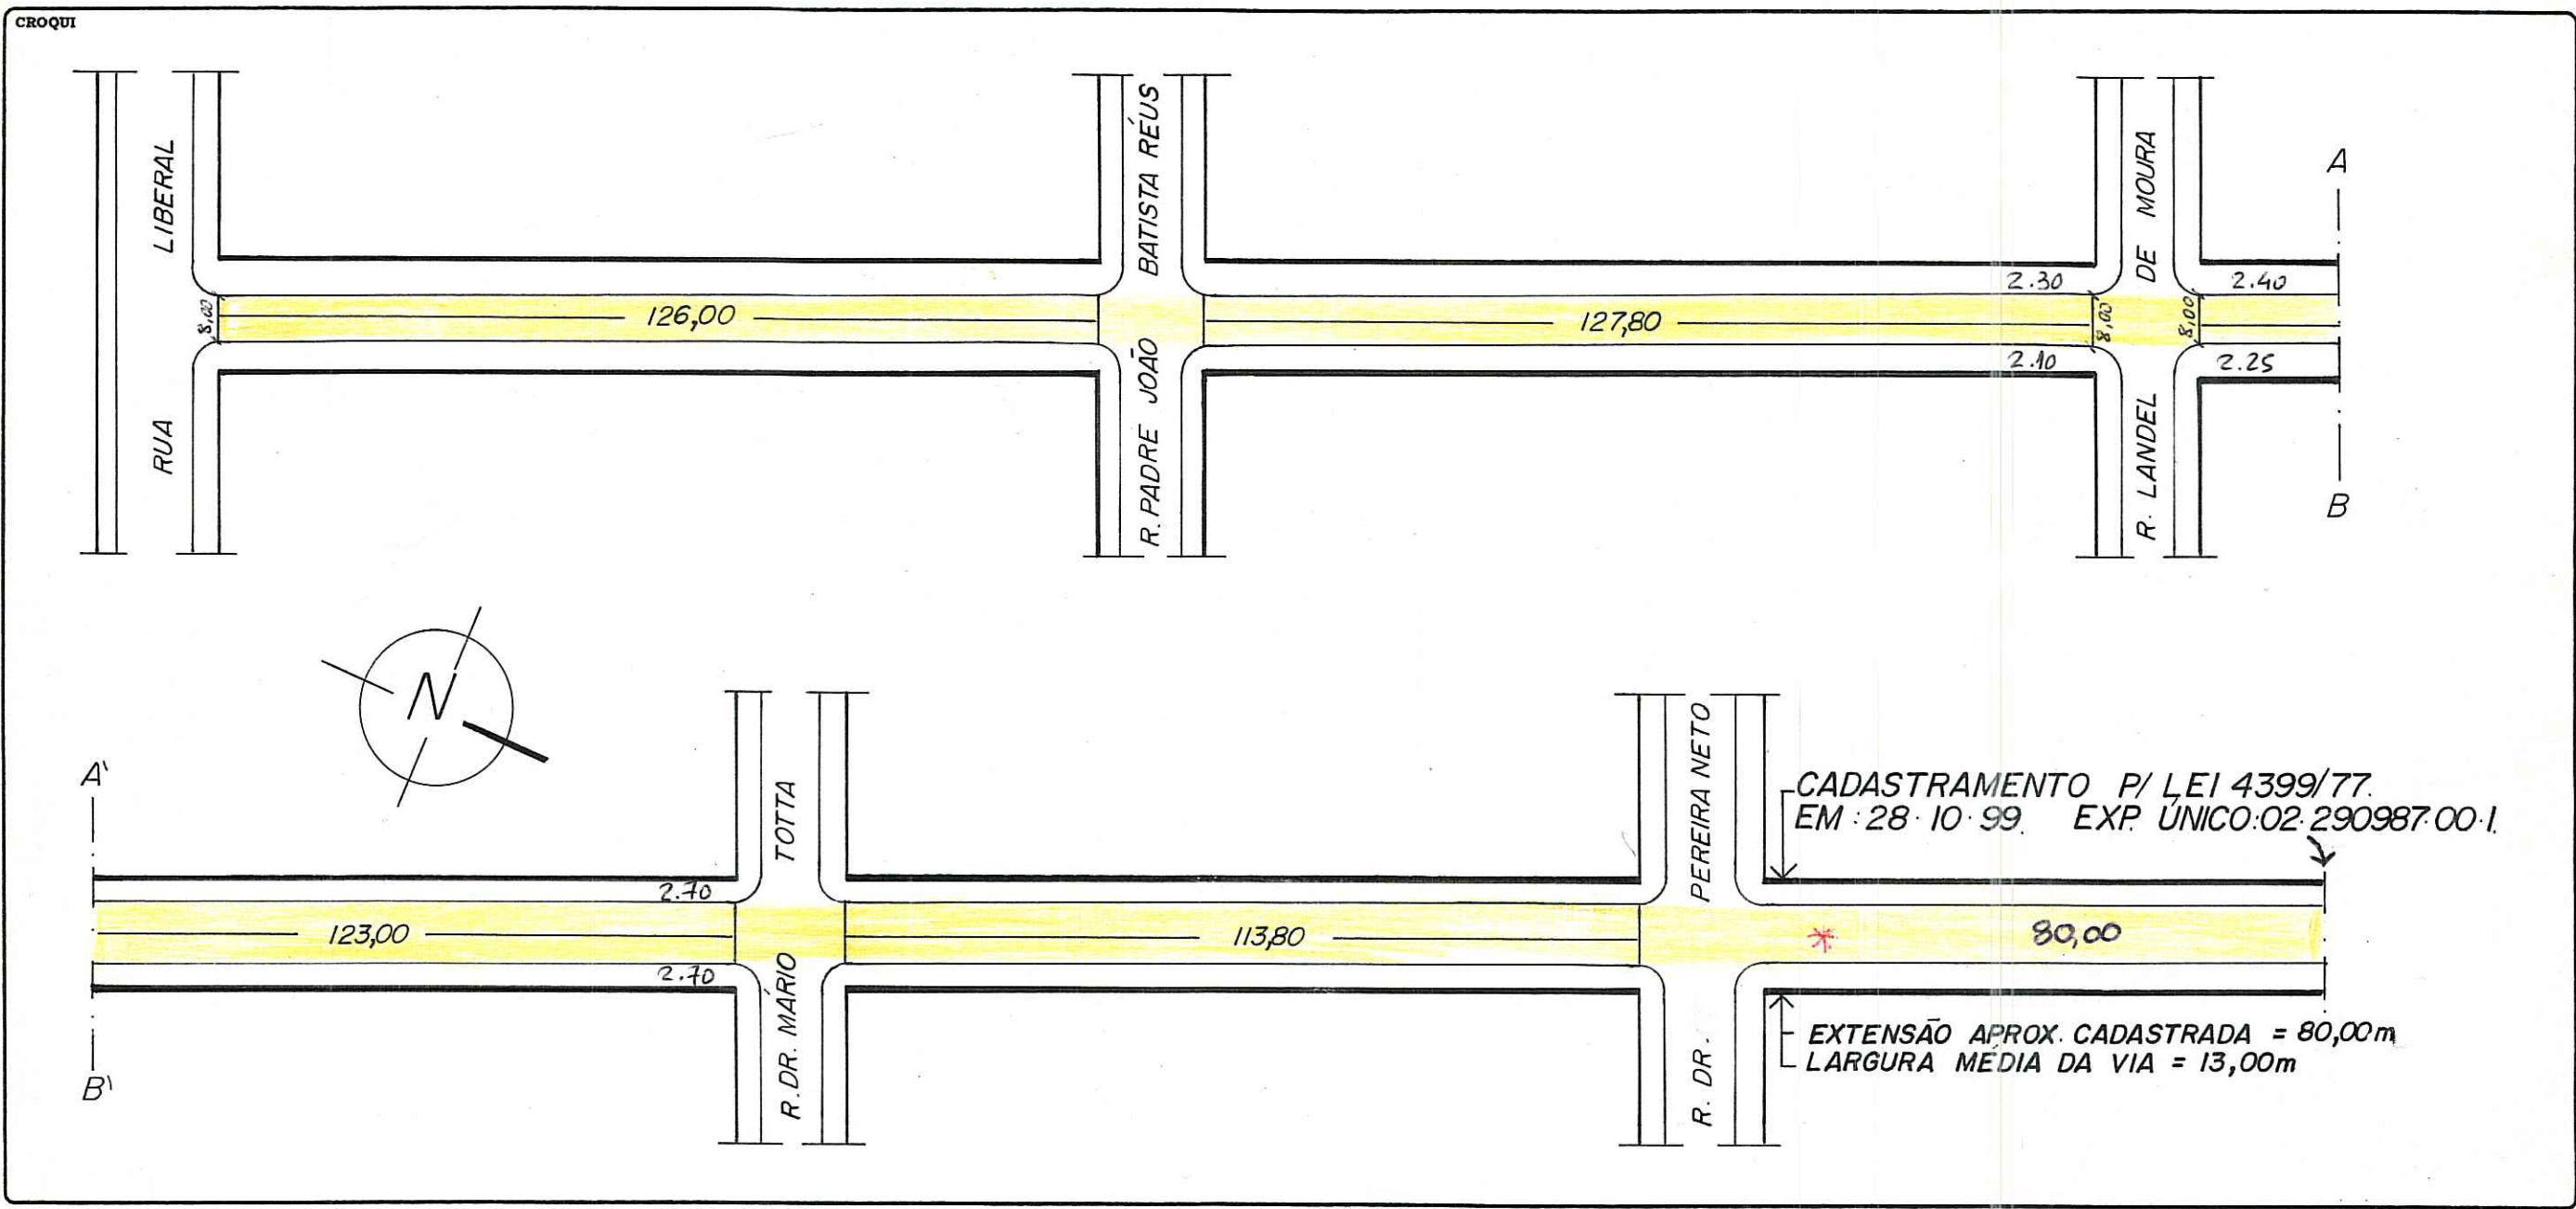 CROQUI
RUA LIBERAL
R. PADRE JOÃO BATISTA RÉUS
R. LANDEL DE MOURA
A
8,00
126,00
127,80
2.30
2.10
8,00
8,00
2.40
2.25
B
N
A'
B'
2.70
123,00
2.70
R. DR. MÁRIO TOTTA
113,80
R. DR. PEREIRA NETO
CADASTRAMENTO P/ LEI 4399/77.
EM : 28·10·99. EXP. ÚNICO:02·290987·00·1.
* 80,00
EXTENSÃO APROX. CADASTRADA = 80,00m
LARGURA MÉDIA DA VIA = 13,00m